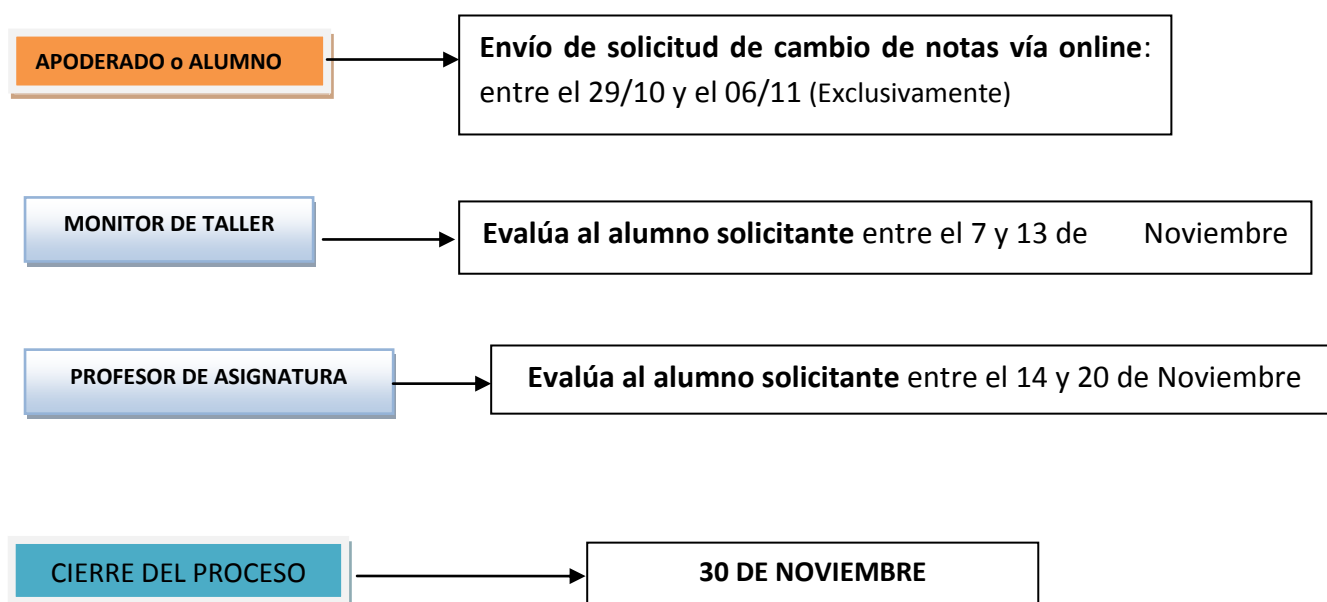 APODERADO o ALUMNO
Envío de solicitud de cambio de notas vía online:
entre el 29/10 y el 06/11 (Exclusivamente)
MONITOR DE TALLER
Evalúa al alumno solicitante entre el 7 y 13 de Noviembre
PROFESOR DE ASIGNATURA
Evalúa al alumno solicitante entre el 14 y 20 de Noviembre
CIERRE DEL PROCESO
30 DE NOVIEMBRE